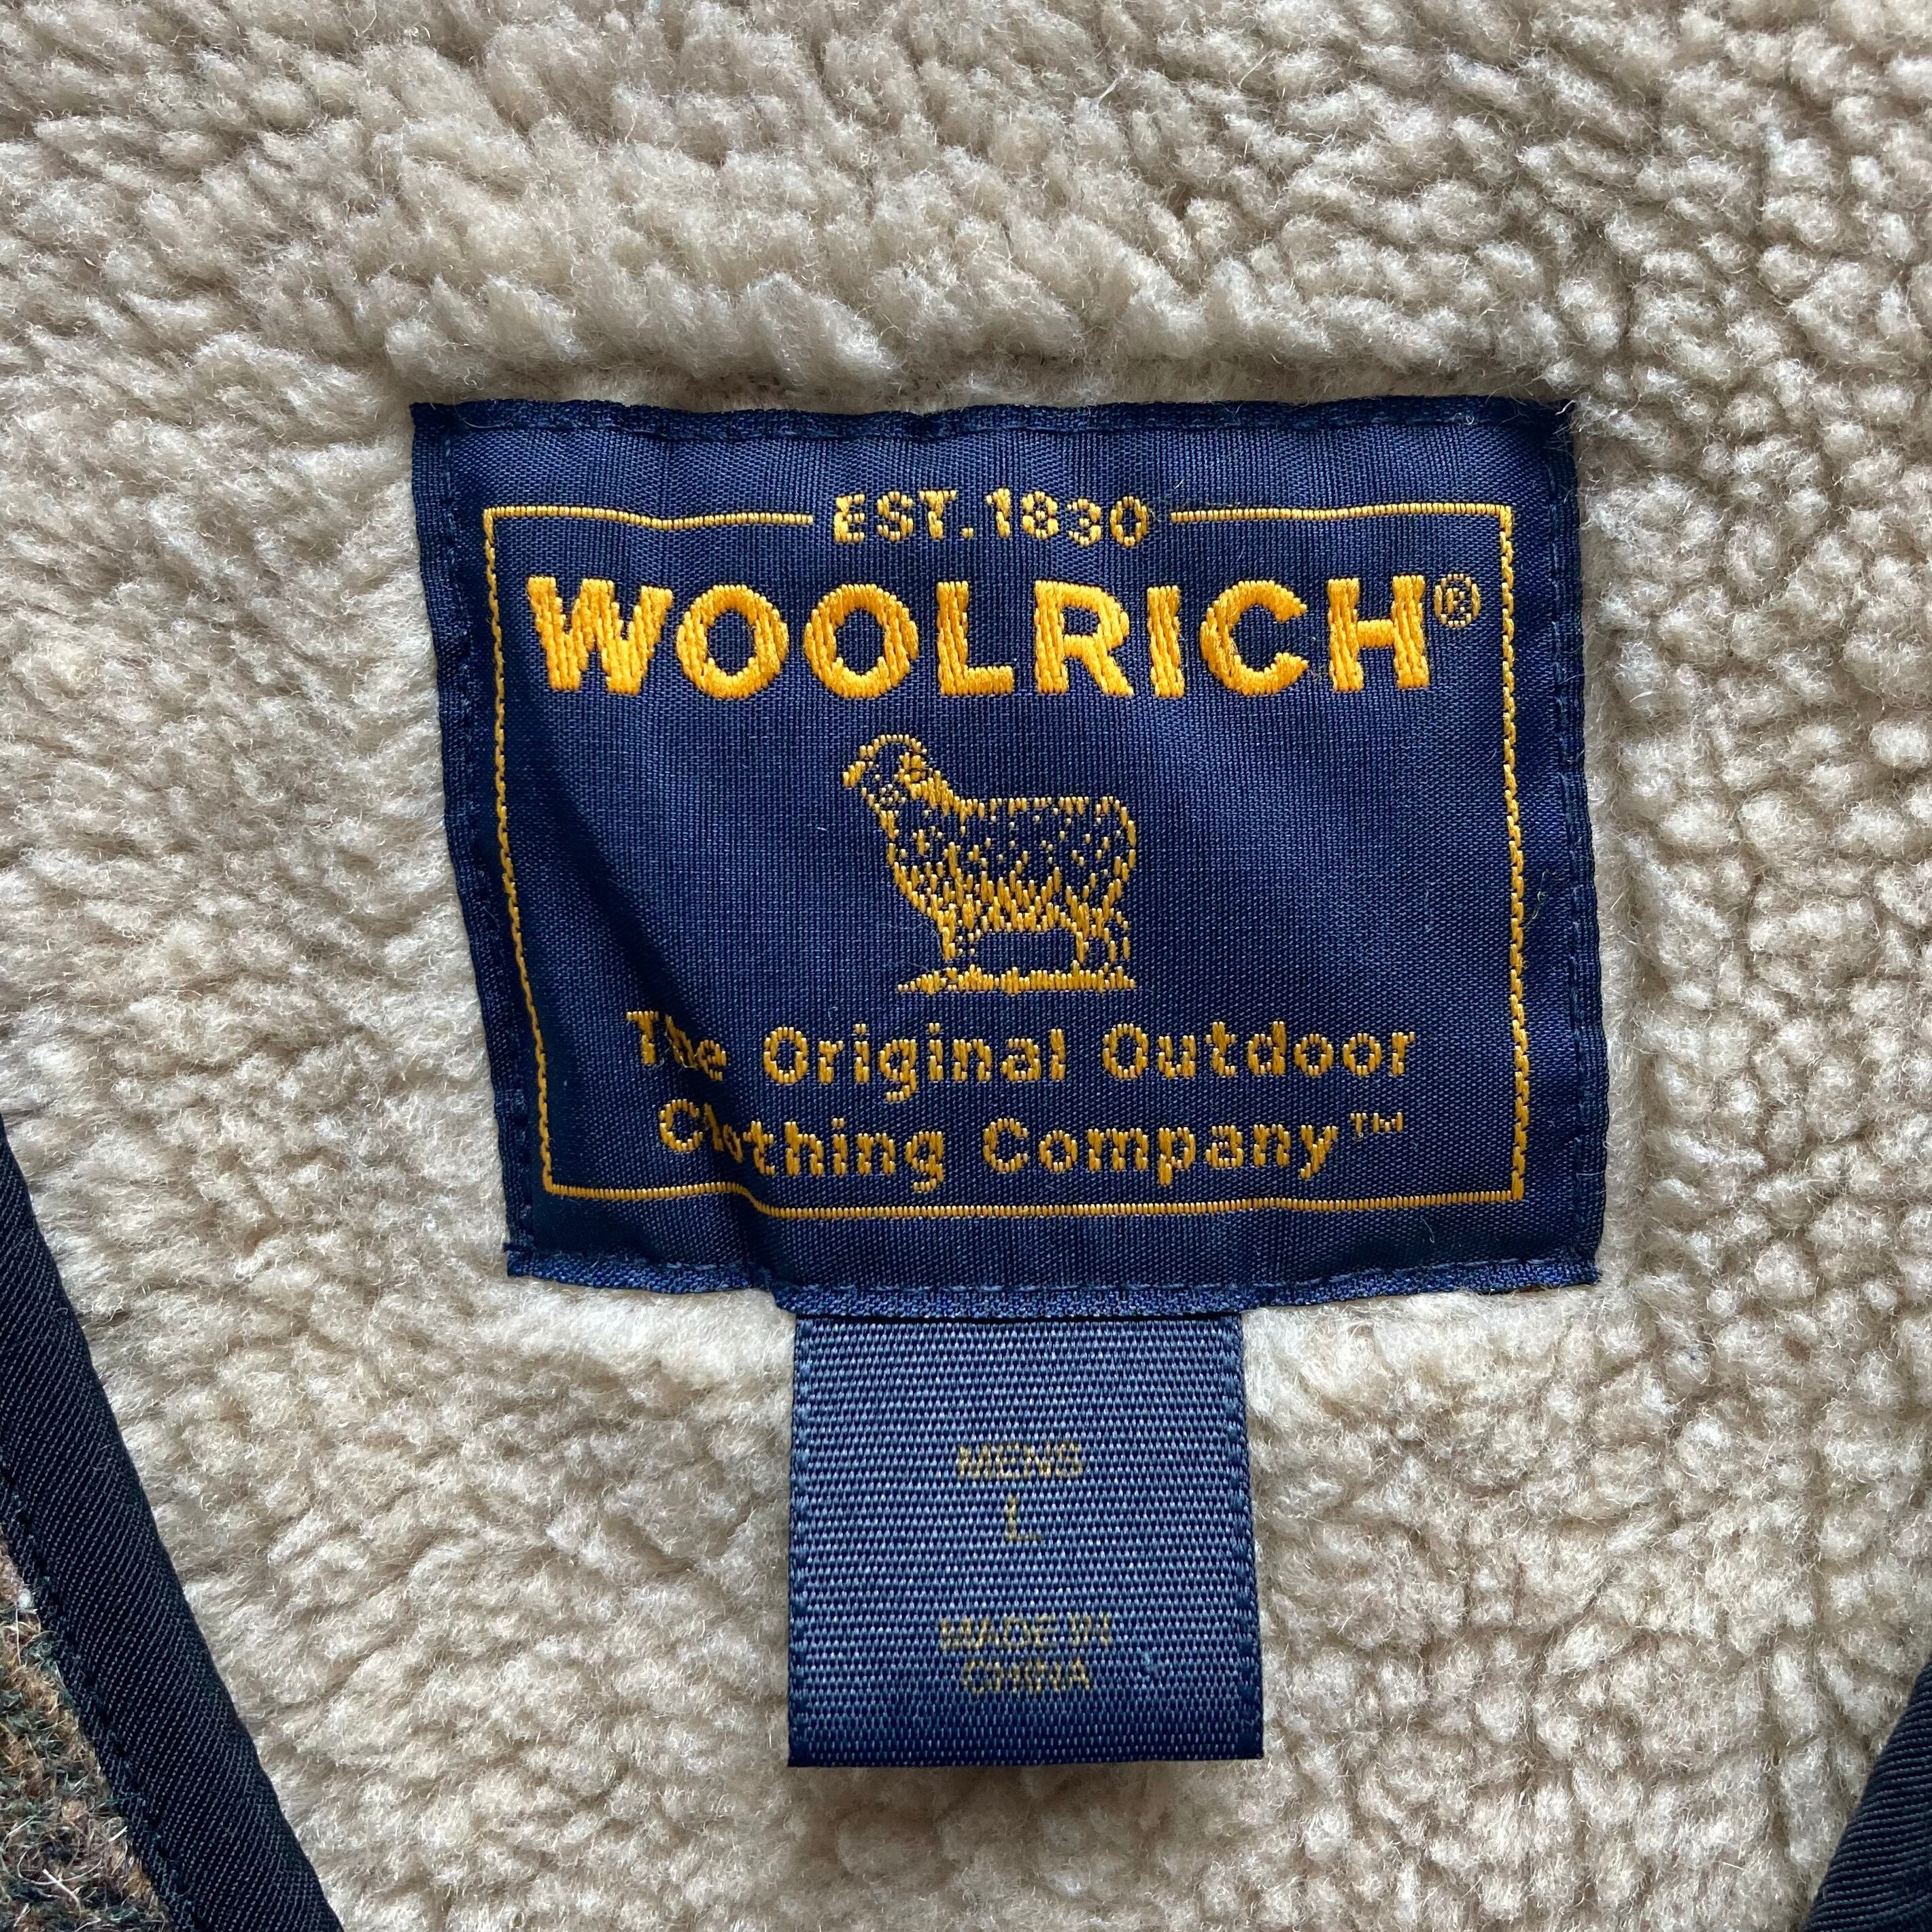 EST. 1830
WOOLRICH®
The Original Outdoor
Clothing Company™
MENS
L
MADE IN
CHINA